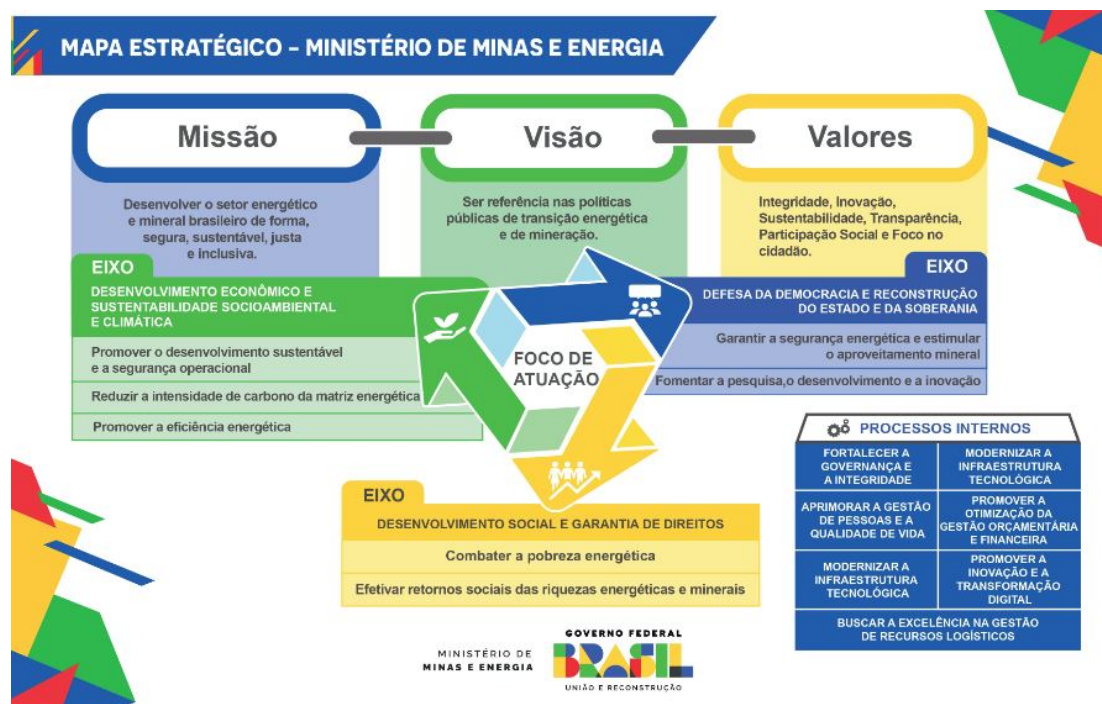 MAPA ESTRATÉGICO - MINISTÉRIO DE MINAS E ENERGIA
Missão
Desenvolver o setor energético
e mineral brasileiro de forma,
segura, sustentável, justa
e inclusiva.
Visão
Ser referência nas políticas
públicas de transição energética
e de mineração.
Valores
Integridade, Inovação,
Sustentabilidade, Transparência,
Participação Social e Foco no
cidadão.
EIXO
DESENVOLVIMENTO ECONÔMICO E
SUSTENTABILIDADE SOCIOAMBIENTAL
E CLIMÁTICA
Promover o desenvolvimento sustentável
e a segurança operacional
Reduzir a intensidade de carbono da matriz energética
Promover a eficiência energética
FOCO DE
ATUAÇÃO
EIXO
DEFESA DA DEMOCRACIA E RECONSTRUÇÃO
DO ESTADO E DA SOBERANIA
Garantir a segurança energética e estimular
o aproveitamento mineral
Fomentar a pesquisa,o desenvolvimento e a inovação
EIXO
DESENVOLVIMENTO SOCIAL E GARANTIA DE DIREITOS
Combater a pobreza energética
Efetivar retornos sociais das riquezas energéticas e minerais
PROCESSOS INTERNOS
FORTALECER A
GOVERNANÇA E
A INTEGRIDADE
MODERNIZAR A
INFRAESTRUTURA
TECNOLÓGICA
APRIMORAR A GESTÃO
DE PESSOAS E A
QUALIDADE DE VIDA
PROMOVER A
OTIMIZAÇÃO DA
GESTÃO ORÇAMENTÁRIA
E FINANCEIRA
MODERNIZAR A
INFRAESTRUTURA
TECNOLÓGICA
PROMOVER A
INOVAÇÃO E A
TRANSFORMAÇÃO
DIGITAL
BUSCAR A EXCELÊNCIA NA GESTÃO
DE RECURSOS LOGÍSTICOS
MINISTÉRIO DE
MINAS E ENERGIA
GOVERNO FEDERAL
BRASIL
UNIÃO E RECONSTRUÇÃO